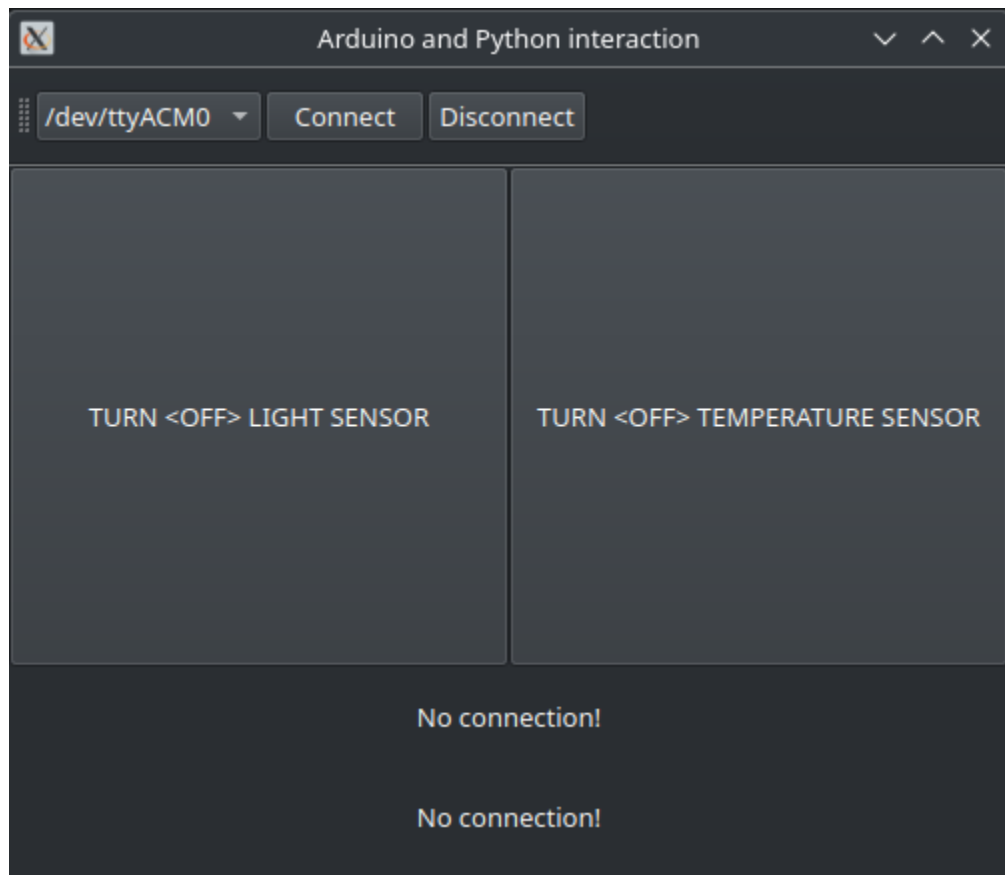 Arduino and Python interaction
/dev/ttyACM0 Connect Disconnect
TURN <OFF> LIGHT SENSOR TURN <OFF> TEMPERATURE SENSOR
No connection!
No connection!